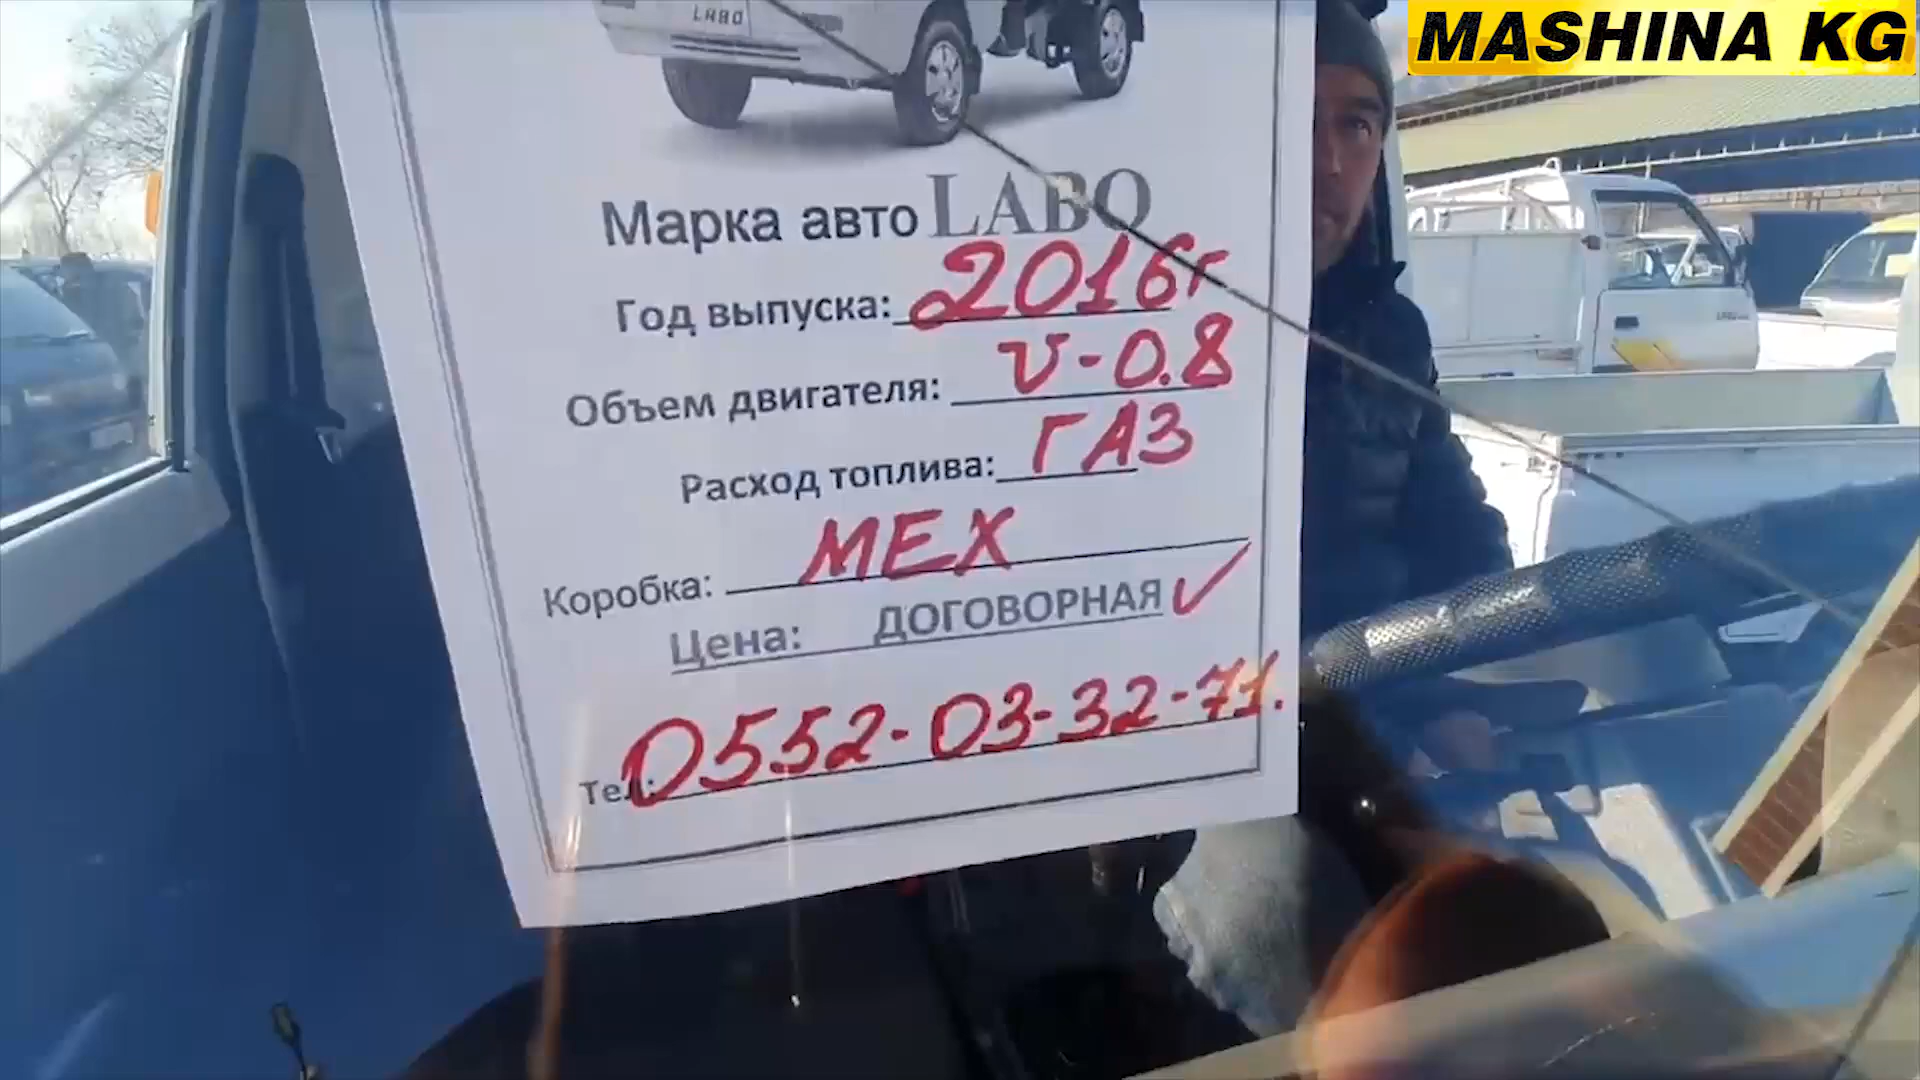 MASHINA KG
LABO
Марка авто LABO
Год выпуска: 2016г
Объем двигателя: V-0.8
Расход топлива: ГАЗ
Коробка: МЕХ
Цена: ДОГОВОРНАЯ ✓
Тел: 0552-03-32-71.